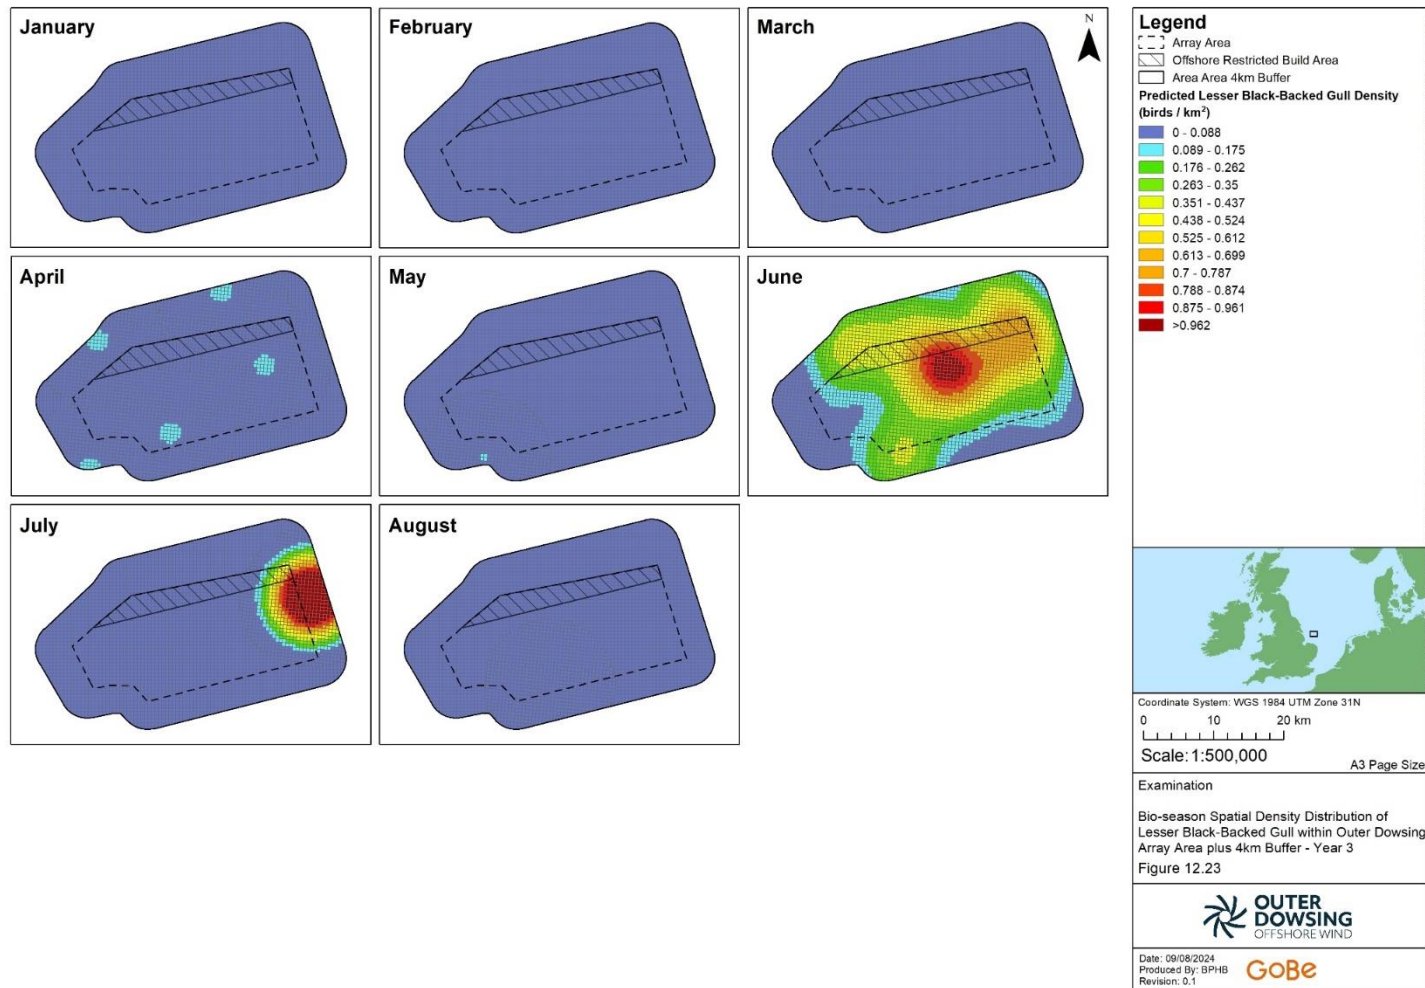 January
February
March
N
April
May
June
July
August
Legend
Array Area
Offshore Restricted Build Area
Area Area 4km Buffer
Predicted Lesser Black-Backed Gull Density
(birds / km²)
0 - 0.088
0.089 - 0.175
0.176 - 0.262
0.263 - 0.35
0.351 - 0.437
0.438 - 0.524
0.525 - 0.612
0.613 - 0.699
0.7 - 0.787
0.788 - 0.874
0.875 - 0.961
>0.962
Coordinate System: WGS 1984 UTM Zone 31N
0 10 20 km
Scale: 1:500,000
A3 Page Size
Examination
Bio-season Spatial Density Distribution of
Lesser Black-Backed Gull within Outer Dowsing
Array Area plus 4km Buffer - Year 3
Figure 12.23
OUTER
DOWSING
OFFSHORE WIND
Date: 09/08/2024
Produced By: BPHB
Revision: 0.1
GoBe